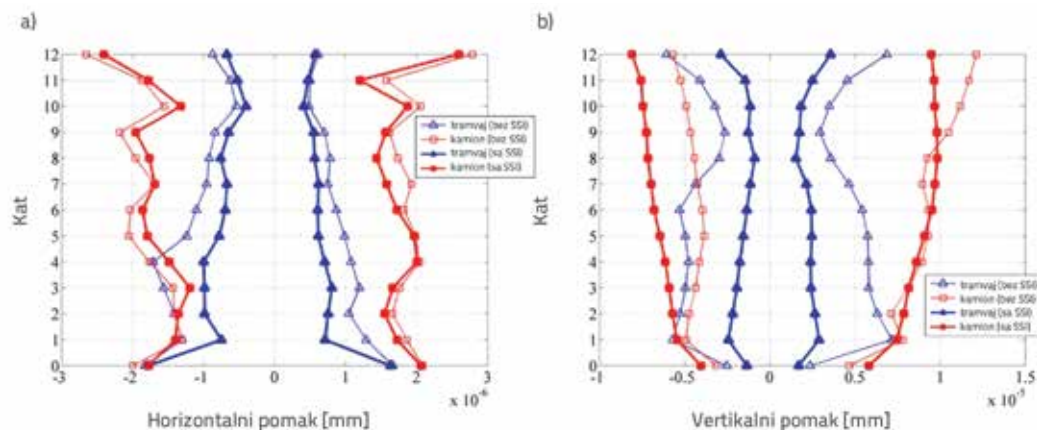 a)
12
11
10
9
8
7
6
5
4
3
2
1
0
Kat
-3
-2
-1
0
1
2
3
x 10⁻⁶
Horizontalni pomak [mm]
tramvaj (bez SSI)
kamion (bez SSI)
tramvaj (sa SSI)
kamion (sa SSI)
b)
12
11
10
9
8
7
6
5
4
3
2
1
0
Kat
-1
-0.5
0
0.5
1
1.5
x 10⁻⁵
Vertikalni pomak [mm]
tramvaj (bez SSI)
kamion (bez SSI)
tramvaj (sa SSI)
kamion (sa SSI)